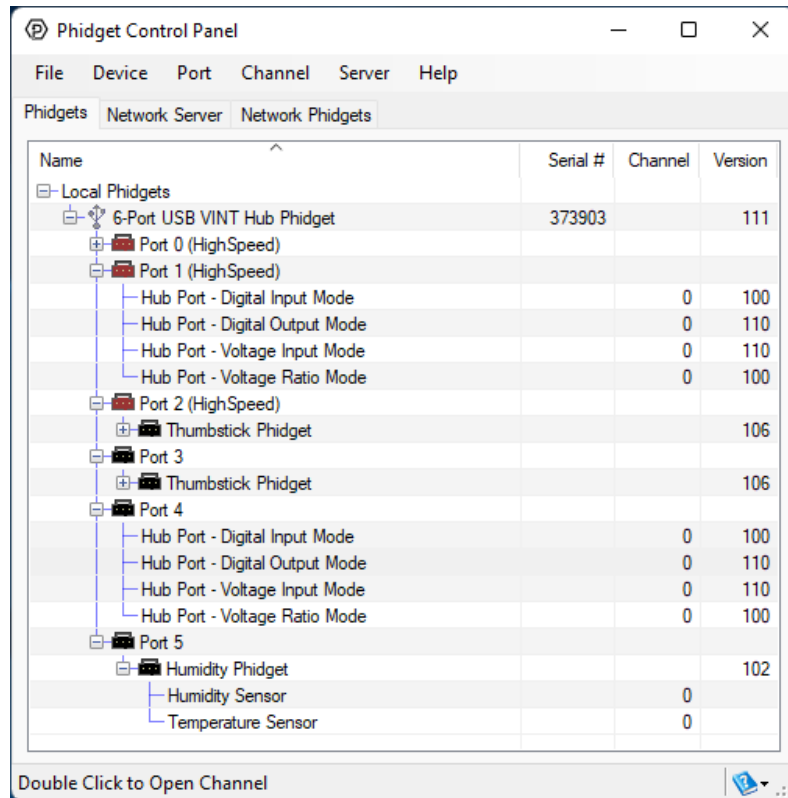 Phidget Control Panel
File Device Port Channel Server Help
Phidgets Network Server Network Phidgets
Name Serial # Channel Version
Local Phidgets
6-Port USB VINT Hub Phidget 373903 111
Port 0 (HighSpeed)
Port 1 (HighSpeed)
Hub Port - Digital Input Mode 0 100
Hub Port - Digital Output Mode 0 110
Hub Port - Voltage Input Mode 0 110
Hub Port - Voltage Ratio Mode 0 100
Port 2 (HighSpeed)
Thumbstick Phidget 106
Port 3
Thumbstick Phidget 106
Port 4
Hub Port - Digital Input Mode 0 100
Hub Port - Digital Output Mode 0 110
Hub Port - Voltage Input Mode 0 110
Hub Port - Voltage Ratio Mode 0 100
Port 5
Humidity Phidget 102
Humidity Sensor 0
Temperature Sensor 0
Double Click to Open Channel